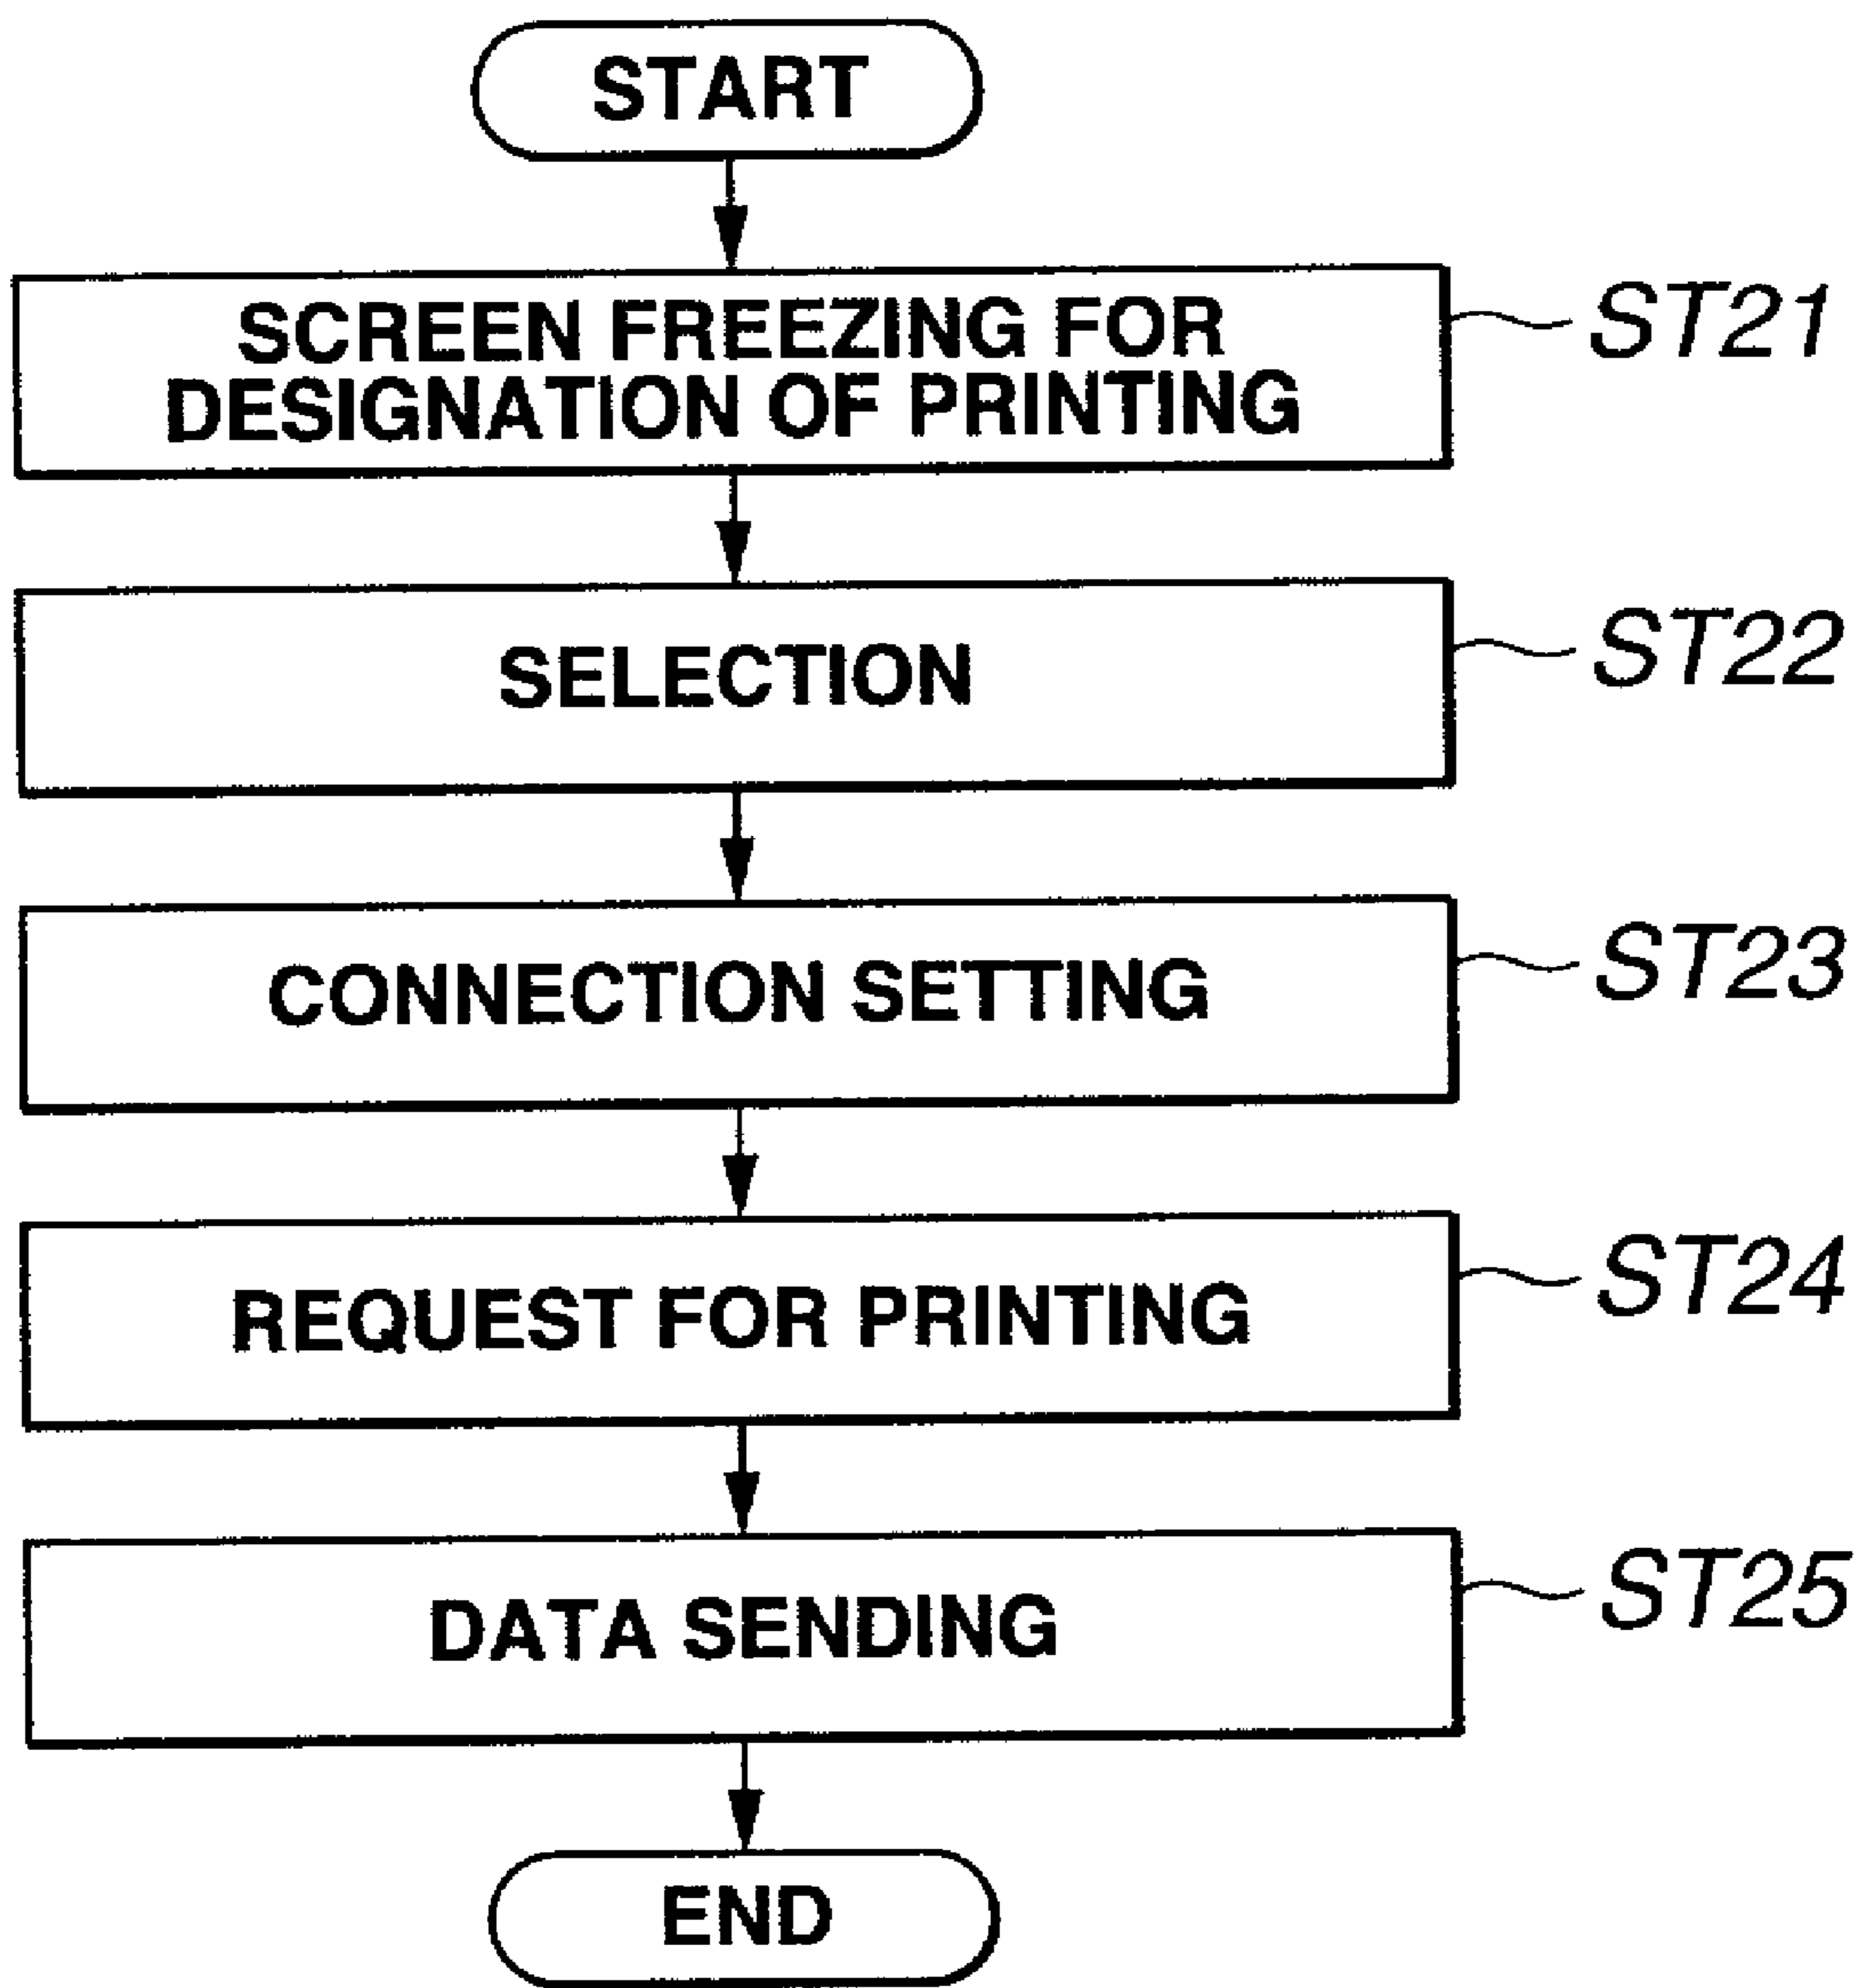 START
SCREEN FREEZING FOR
DESIGNATION OF PRINTING
ST21
SELECTION
ST22
CONNECTION SETTING
ST23
REQUEST FOR PRINTING
ST24
DATA SENDING
ST25
END